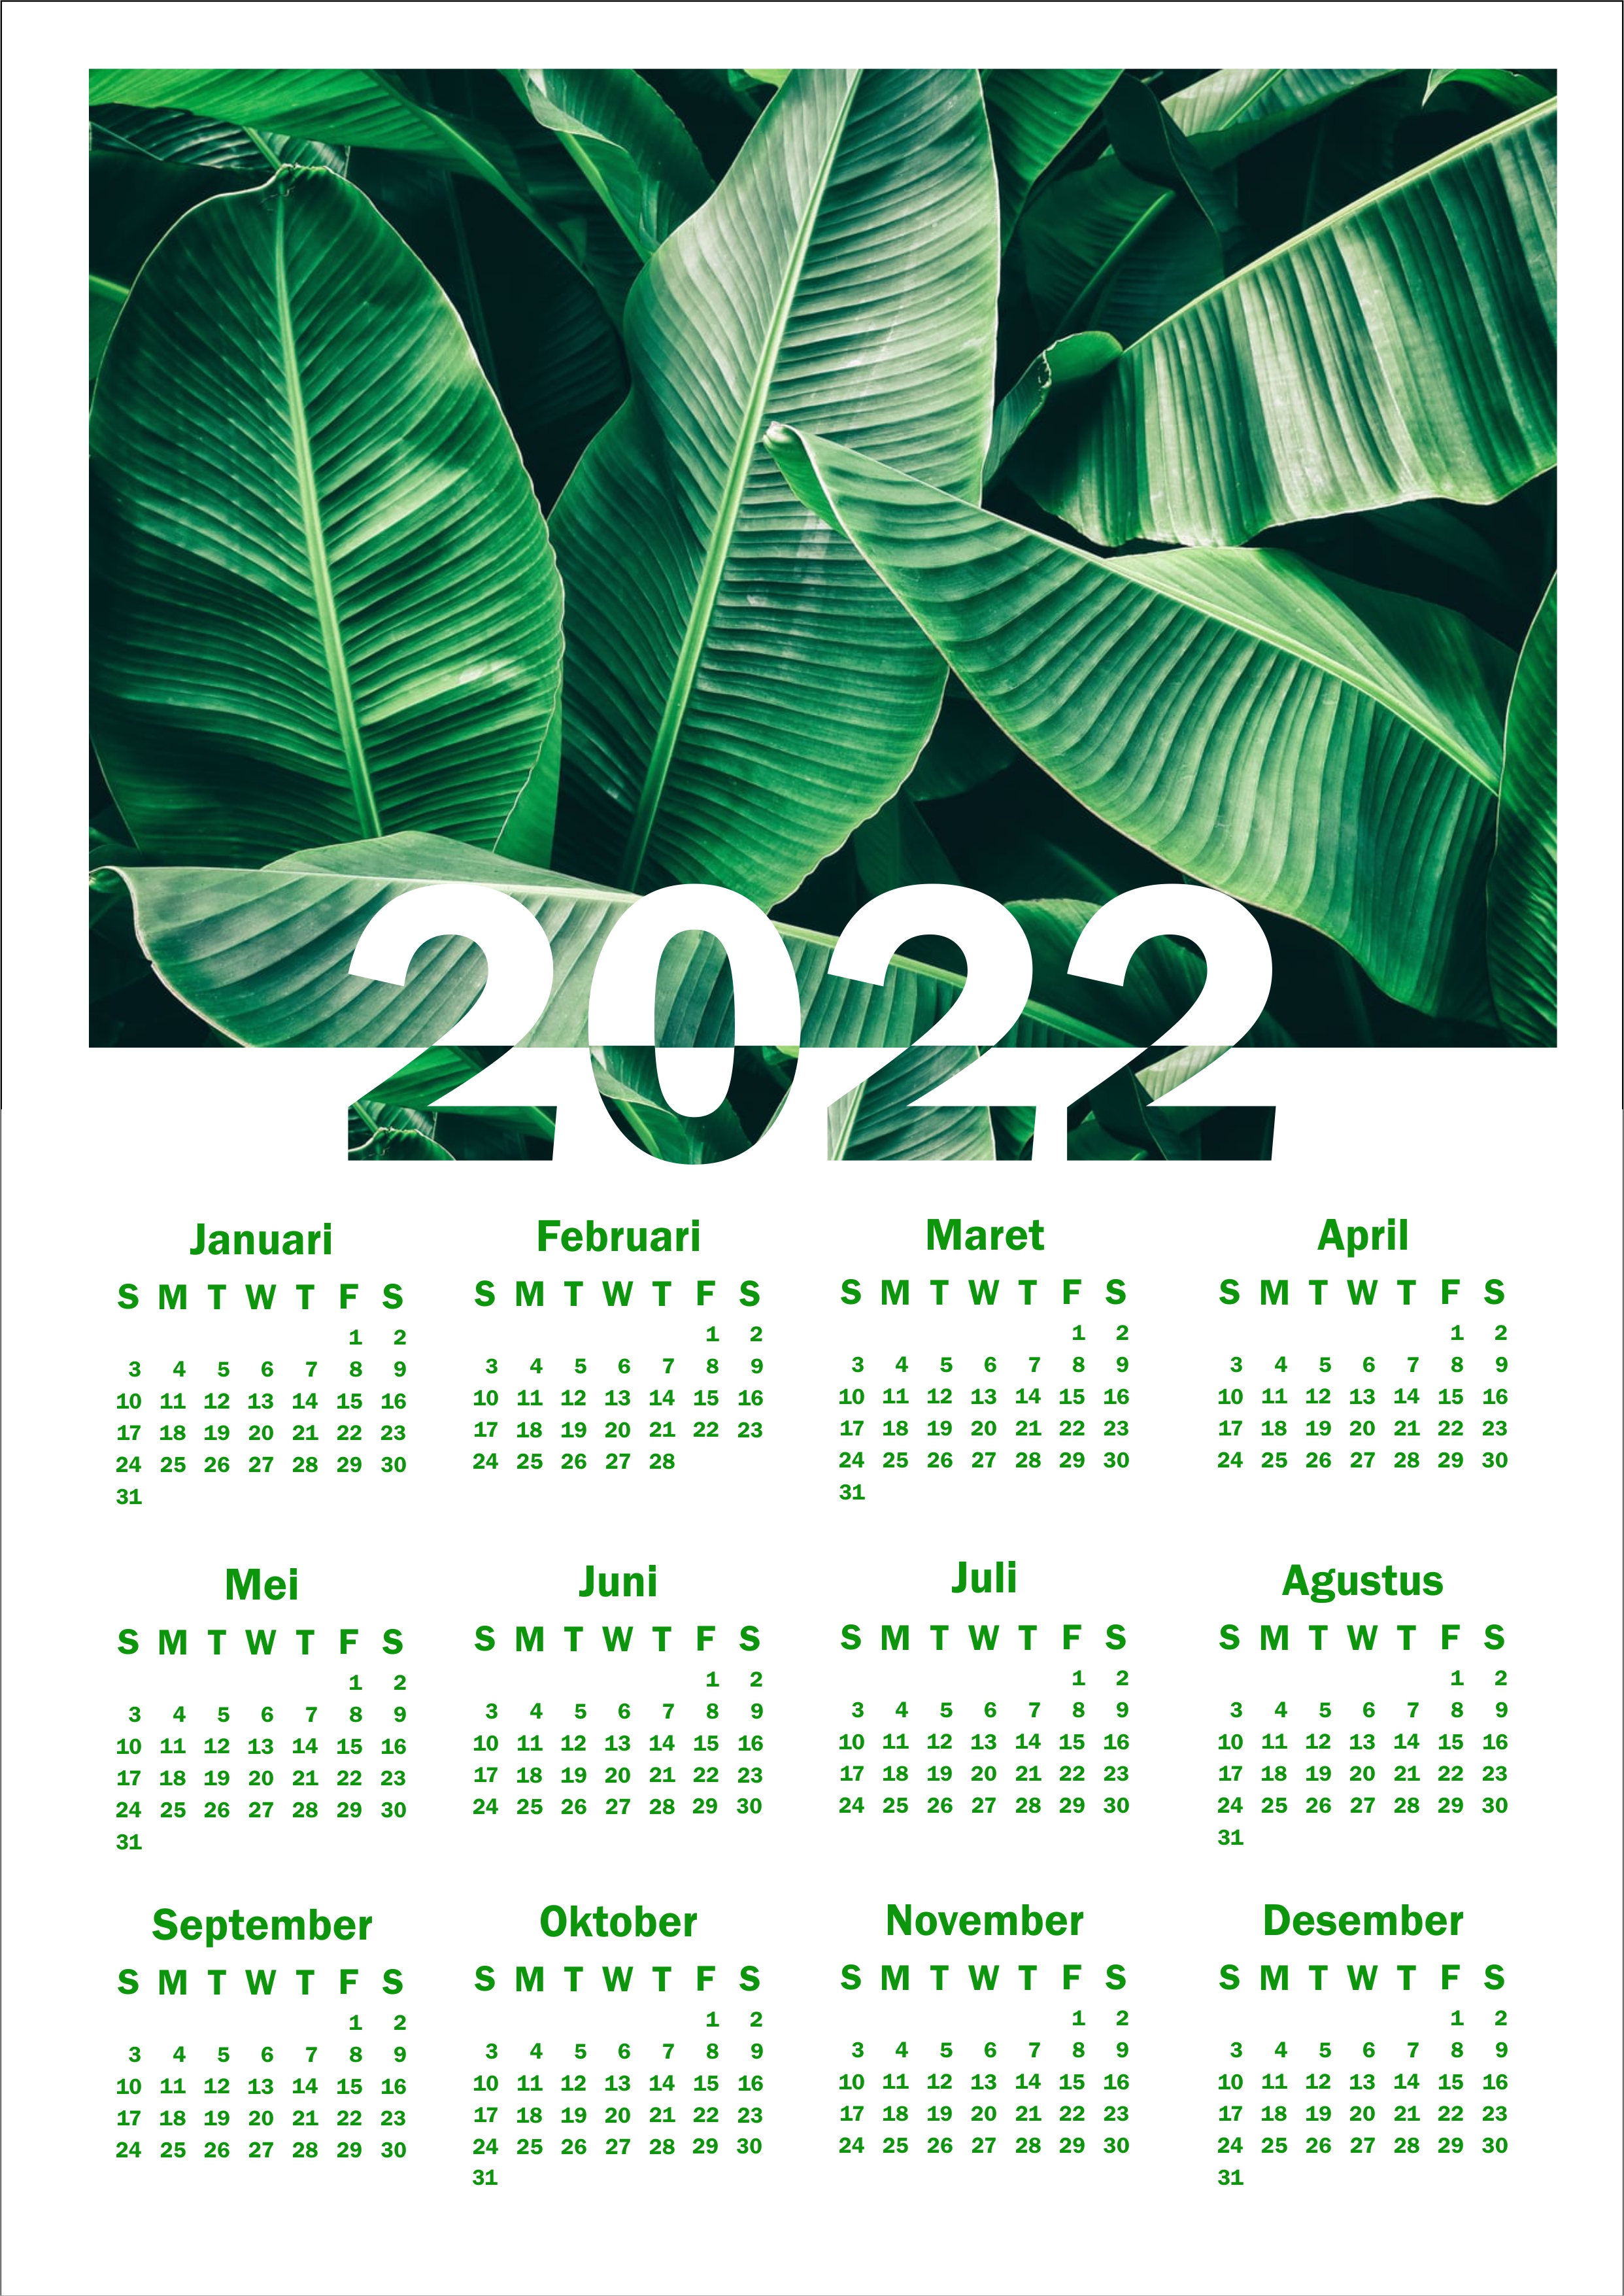 2022
Januari
S M T W T F S
1 2
3 4 5 6 7 8 9
10 11 12 13 14 15 16
17 18 19 20 21 22 23
24 25 26 27 28 29 30
31
Februari
S M T W T F S
1 2
3 4 5 6 7 8 9
10 11 12 13 14 15 16
17 18 19 20 21 22 23
24 25 26 27 28
Maret
S M T W T F S
1 2
3 4 5 6 7 8 9
10 11 12 13 14 15 16
17 18 19 20 21 22 23
24 25 26 27 28 29 30
31
April
S M T W T F S
1 2
3 4 5 6 7 8 9
10 11 12 13 14 15 16
17 18 19 20 21 22 23
24 25 26 27 28 29 30
Mei
S M T W T F S
1 2
3 4 5 6 7 8 9
10 11 12 13 14 15 16
17 18 19 20 21 22 23
24 25 26 27 28 29 30
31
Juni
S M T W T F S
1 2
3 4 5 6 7 8 9
10 11 12 13 14 15 16
17 18 19 20 21 22 23
24 25 26 27 28 29 30
Juli
S M T W T F S
1 2
3 4 5 6 7 8 9
10 11 12 13 14 15 16
17 18 19 20 21 22 23
24 25 26 27 28 29 30
Agustus
S M T W T F S
1 2
3 4 5 6 7 8 9
10 11 12 13 14 15 16
17 18 19 20 21 22 23
24 25 26 27 28 29 30
31
September
S M T W T F S
1 2
3 4 5 6 7 8 9
10 11 12 13 14 15 16
17 18 19 20 21 22 23
24 25 26 27 28 29 30
Oktober
S M T W T F S
1 2
3 4 5 6 7 8 9
10 11 12 13 14 15 16
17 18 19 20 21 22 23
24 25 26 27 28 29 30
31
November
S M T W T F S
1 2
3 4 5 6 7 8 9
10 11 12 13 14 15 16
17 18 19 20 21 22 23
24 25 26 27 28 29 30
Desember
S M T W T F S
1 2
3 4 5 6 7 8 9
10 11 12 13 14 15 16
17 18 19 20 21 22 23
24 25 26 27 28 29 30
31